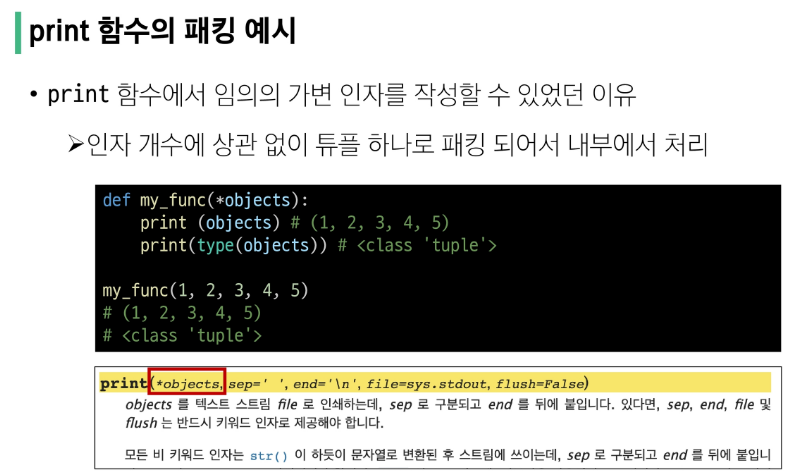 print 함수의 패킹 예시
• print 함수에서 임의의 가변 인자를 작성할 수 있었던 이유
➤인자 개수에 상관 없이 튜플 하나로 패킹 되어서 내부에서 처리
def my_func(*objects):
    print (objects) # (1, 2, 3, 4, 5)
    print(type(objects)) # <class 'tuple'>
my_func(1, 2, 3, 4, 5)
# (1, 2, 3, 4, 5)
# <class 'tuple'>
print(*objects, sep=' ', end='\n', file=sys.stdout, flush=False)
objects 를 텍스트 스트림 file 로 인쇄하는데, sep 로 구분되고 end 를 뒤에 붙입니다. 있다면, sep, end, file 및
flush 는 반드시 키워드 인자로 제공해야 합니다.
모든 비 키워드 인자는 str() 이 하듯이 문자열로 변환된 후 스트림에 쓰이는데, sep 로 구분되고 end 를 뒤에 붙입니